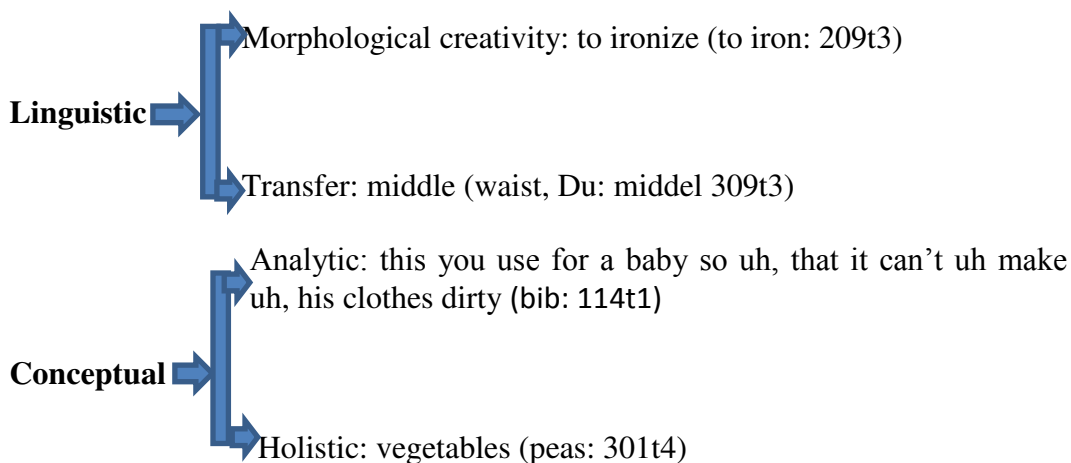 Morphological creativity: to ironize (to iron: 209t3)
Linguistic
Transfer: middle (waist, Du: middel 309t3)
Analytic: this you use for a baby so uh, that it can’t uh make
uh, his clothes dirty (bib: 114t1)
Conceptual
Holistic: vegetables (peas: 301t4)